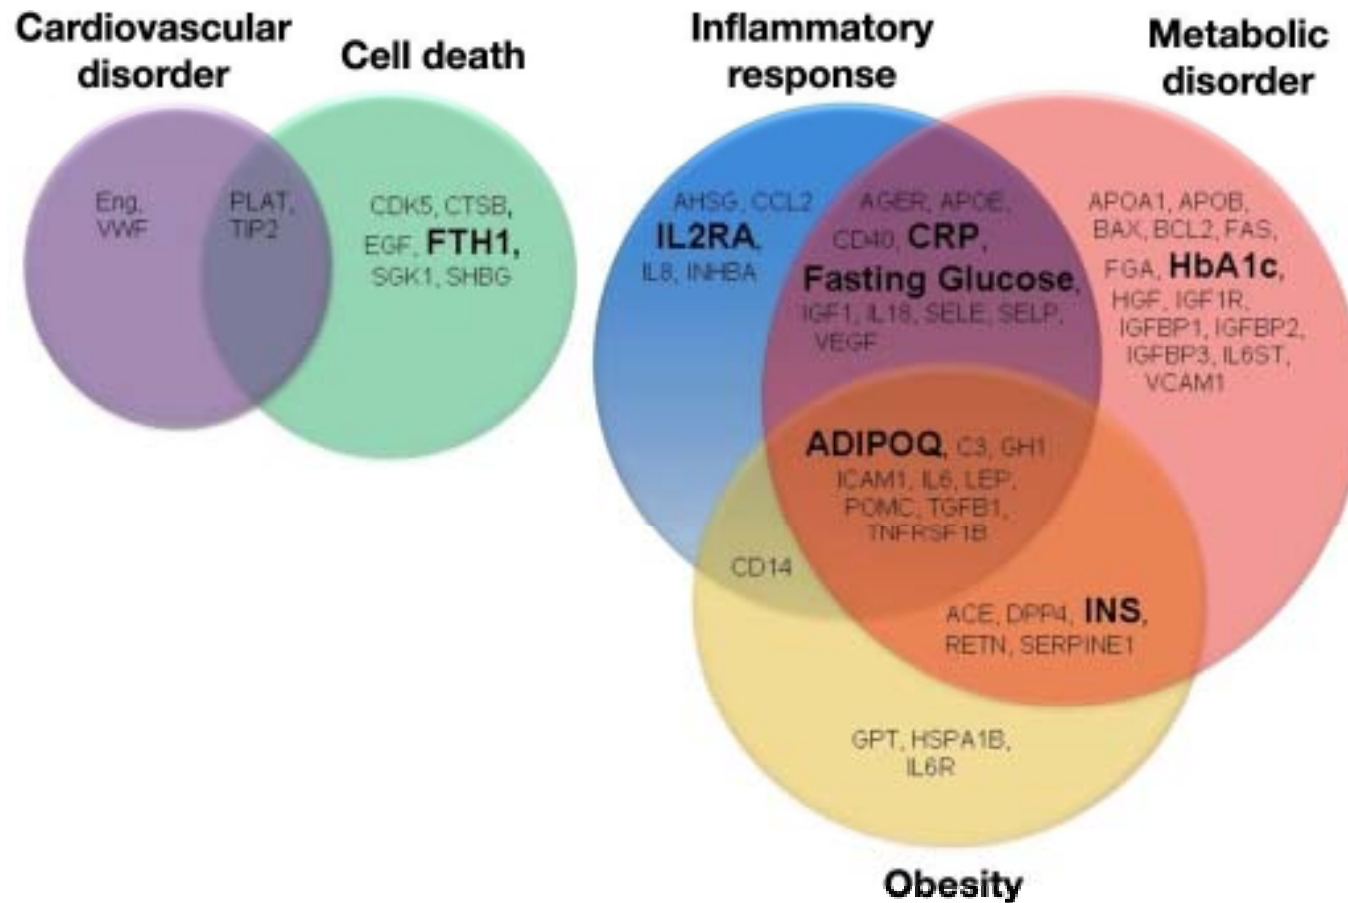 Cardiovascular
disorder
Cell death
Inflammatory
response
Metabolic
disorder
Eng,
VWF
PLAT,
TIP2
CDK5, CTSB,
EGF, FTH1,
SGK1, SHBG
AHSG, CCL2
IL2RA,
IL8, INHBA
AGER, APOE,
CD40, CRP,
Fasting Glucose,
IGF1, IL18, SELE, SELP,
VEGF
APOA1, APOB,
BAX, BCL2, FAS,
FGA, HbA1c,
HGF, IGF1R,
IGFBP1, IGFBP2,
IGFBP3, IL6ST,
VCAM1
ADIPOQ, C3, GH1
ICAM1, IL6, LEP,
POMC, TGFB1,
TNFRSF1B
CD14
ACE, DPP4, INS,
RETN, SERPINE1
GPT, HSPA1B,
IL6R
Obesity